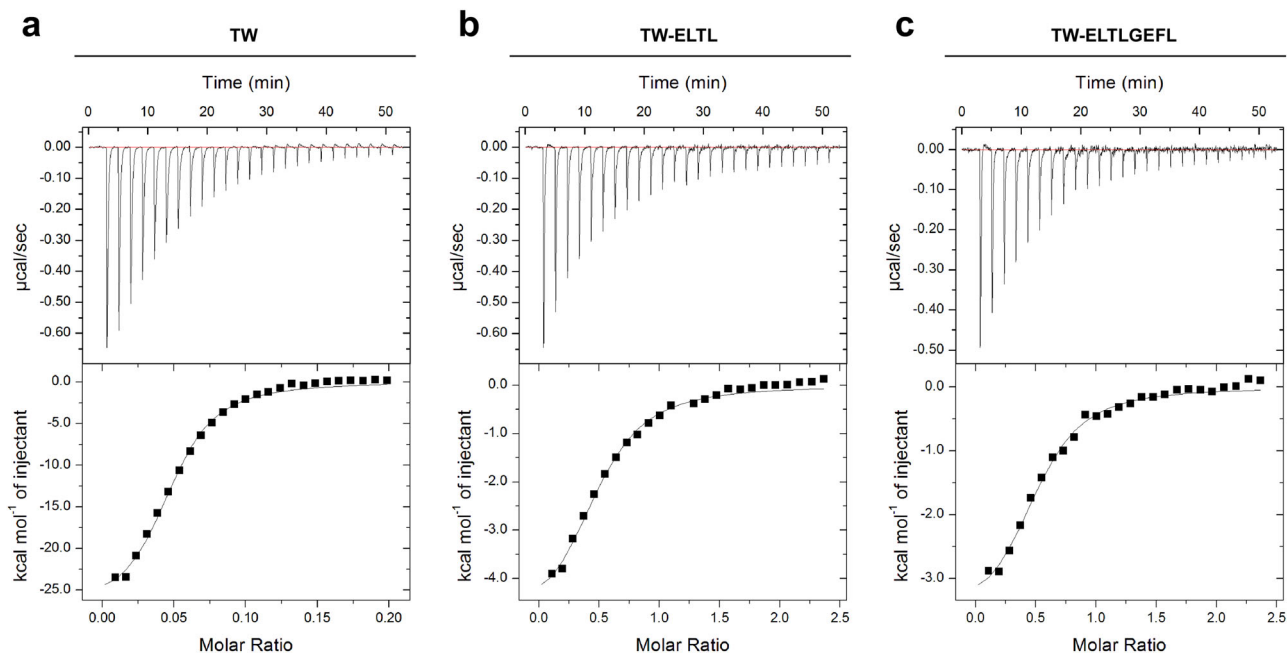 a
TW
Time (min)
0 10 20 30 40 50
0.00
-0.10
-0.20
-0.30
-0.40
-0.50
-0.60
µcal/sec
0.0
-5.0
-10.0
-15.0
-20.0
-25.0
kcal mol⁻¹ of injectant
0.00 0.05 0.10 0.15 0.20
Molar Ratio
b
TW-ELTL
Time (min)
0 10 20 30 40 50
0.00
-0.10
-0.20
-0.30
-0.40
-0.50
-0.60
µcal/sec
0.0
-1.0
-2.0
-3.0
-4.0
kcal mol⁻¹ of injectant
0.0 0.5 1.0 1.5 2.0 2.5
Molar Ratio
c
TW-ELTLGEFL
Time (min)
0 10 20 30 40 50
0.00
-0.10
-0.20
-0.30
-0.40
-0.50
µcal/sec
0.0
-1.0
-2.0
-3.0
kcal mol⁻¹ of injectant
0.0 0.5 1.0 1.5 2.0 2.5
Molar Ratio